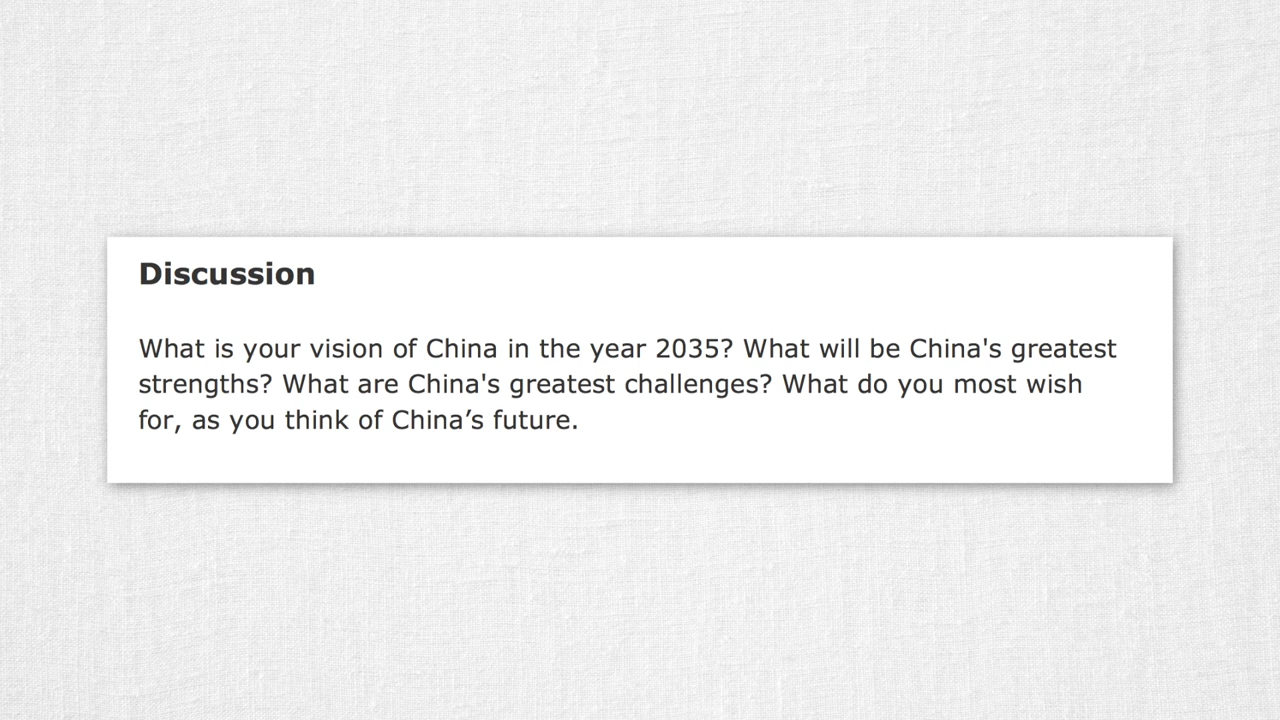 Discussion
What is your vision of China in the year 2035? What will be China's greatest
strengths? What are China's greatest challenges? What do you most wish
for, as you think of China’s future.